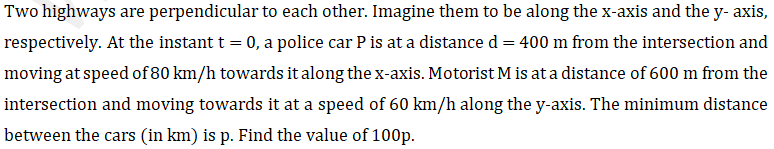 Two highways are perpendicular to each other. Imagine them to be along the x-axis and the y- axis,
respectively. At the instant t = 0, a police car P is at a distance d = 400 m from the intersection and
moving at speed of 80 km/h towards it along the x-axis. Motorist M is at a distance of 600 m from the
intersection and moving towards it at a speed of 60 km/h along the y-axis. The minimum distance
between the cars (in km) is p. Find the value of 100p.